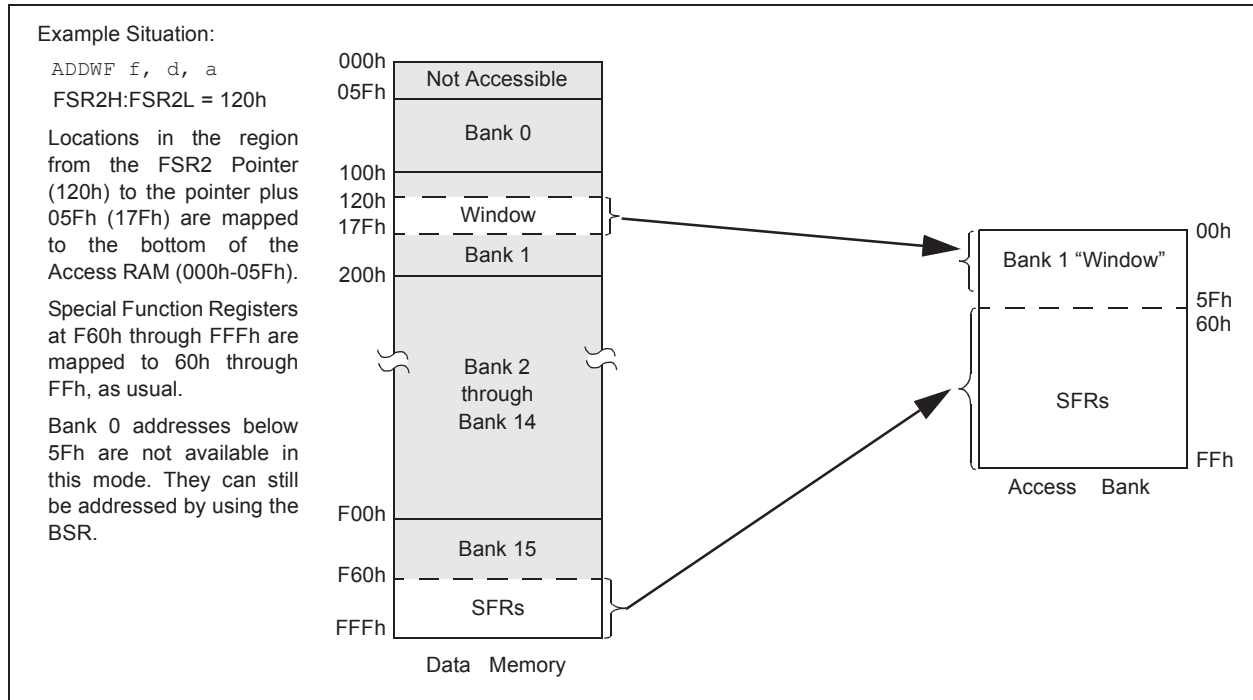 Example Situation:
ADDWF f, d, a
FSR2H:FSR2L = 120h
Locations in the region
from the FSR2 Pointer
(120h) to the pointer plus
05Fh (17Fh) are mapped
to the bottom of the
Access RAM (000h-05Fh).
Special Function Registers
at F60h through FFFh are
mapped to 60h through
FFh, as usual.
Bank 0 addresses below
5Fh are not available in
this mode. They can still
be addressed by using the
BSR.
000h
Not Accessible
05Fh
Bank 0
100h
120h
Window
17Fh
Bank 1
200h
Bank 2
through
Bank 14
F00h
Bank 15
F60h
SFRs
FFFh
Data Memory
00h
Bank 1 “Window”
5Fh
60h
SFRs
FFh
Access Bank